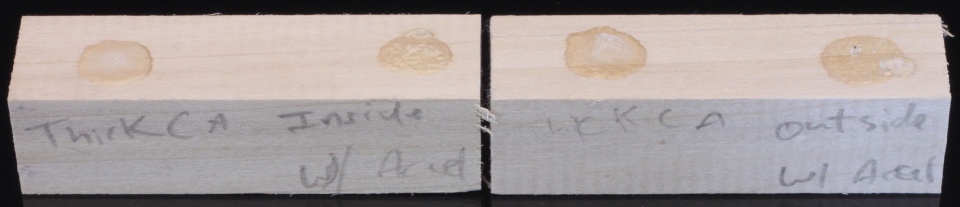 Thick CA Inside
w/ Accel
Thick CA Outside
w/ Accel